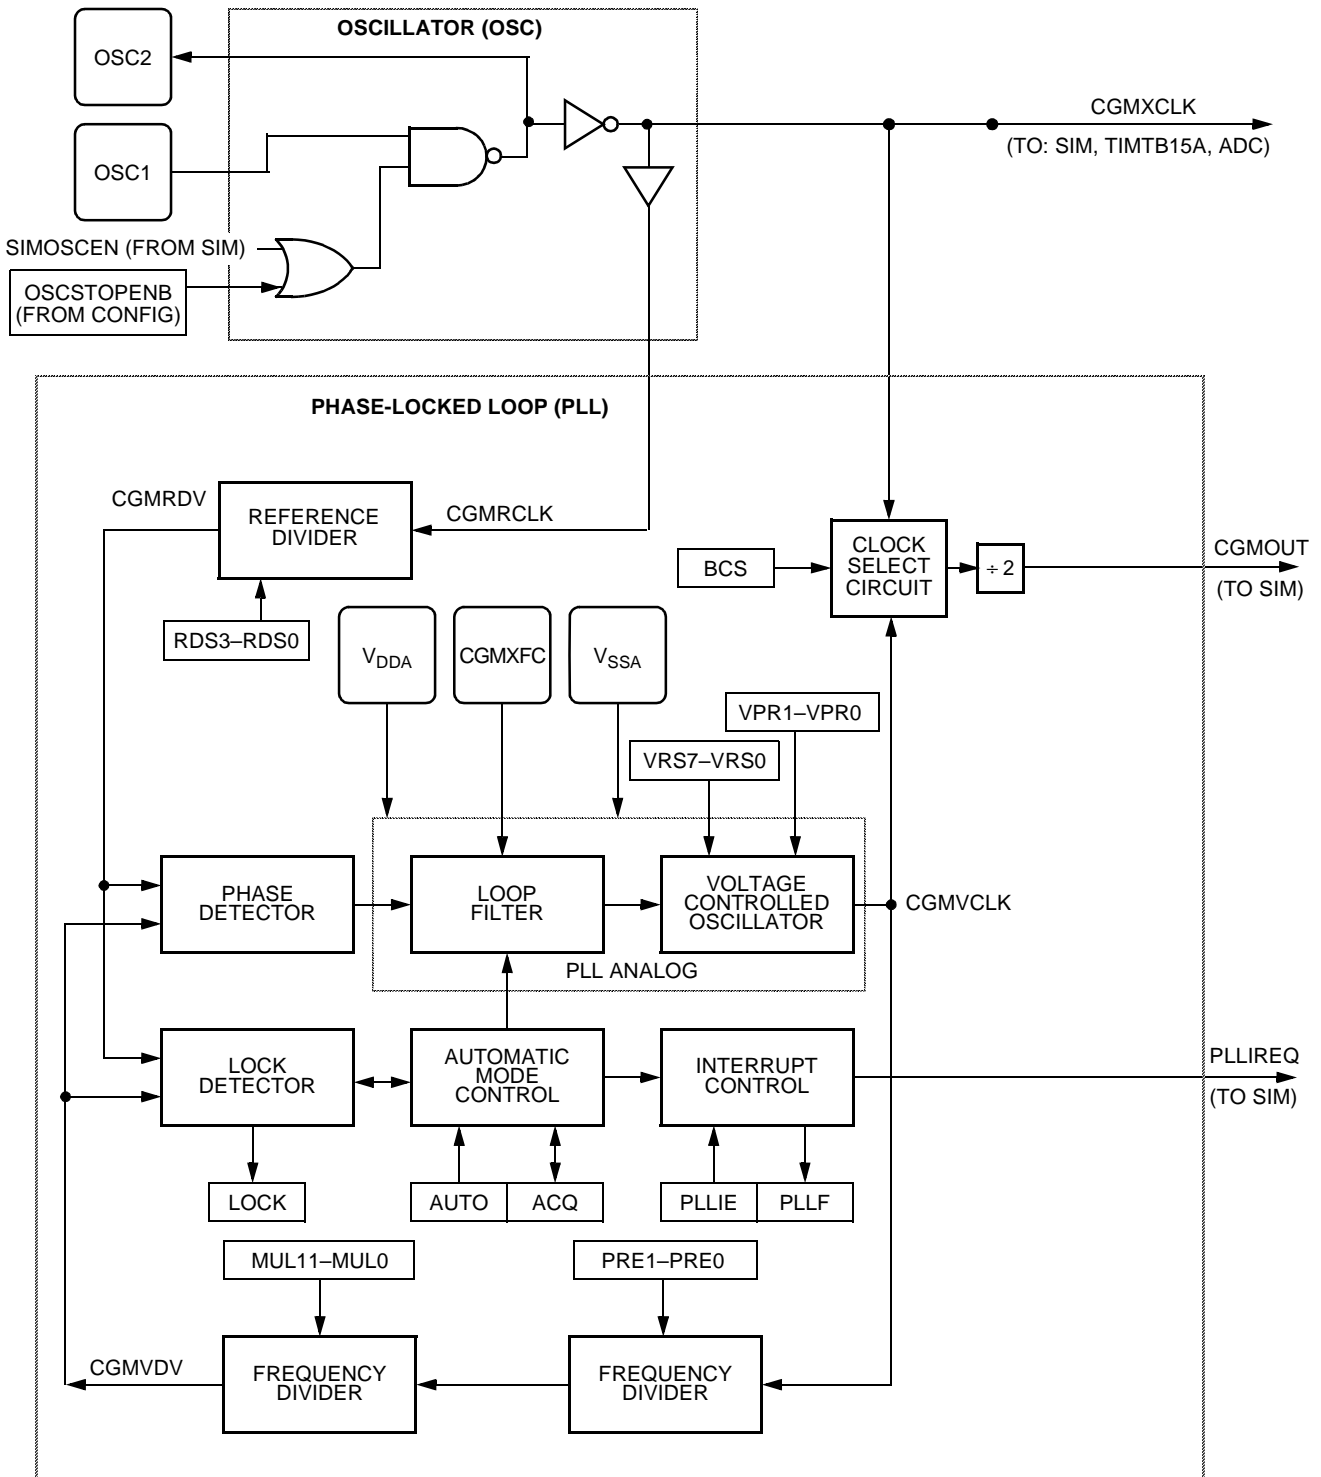 OSCILLATOR (OSC)
OSC2
CGMXCLK
(TO: SIM, TIMTB15A, ADC)
OSC1
SIMOSCEN (FROM SIM)
OSCSTOPENB
(FROM CONFIG)
PHASE-LOCKED LOOP (PLL)
CGMRDV
REFERENCE
DIVIDER
CGMRCLK
BCS
CLOCK
SELECT
CIRCUIT
÷ 2
CGMOUT
(TO SIM)
RDS3–RDS0
VDDA
CGMXFC
VSSA
VPR1–VPR0
VRS7–VRS0
PHASE
DETECTOR
LOOP
FILTER
VOLTAGE
CONTROLLED
OSCILLATOR
CGMVCLK
PLL ANALOG
LOCK
DETECTOR
AUTOMATIC
MODE
CONTROL
INTERRUPT
CONTROL
PLLIREQ
(TO SIM)
LOCK
AUTO
ACQ
PLLIE
PLLF
MUL11–MUL0
PRE1–PRE0
CGMVDV
FREQUENCY
DIVIDER
FREQUENCY
DIVIDER